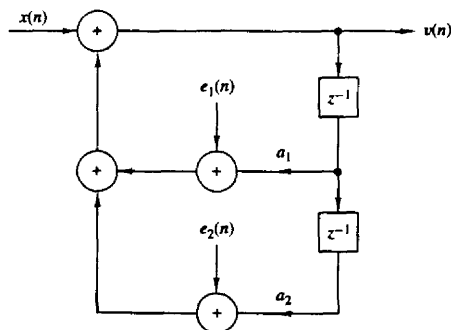 x(n)
+
v(n)
z⁻¹
e₁(n)
+
+
a₁
z⁻¹
e₂(n)
+
a₂